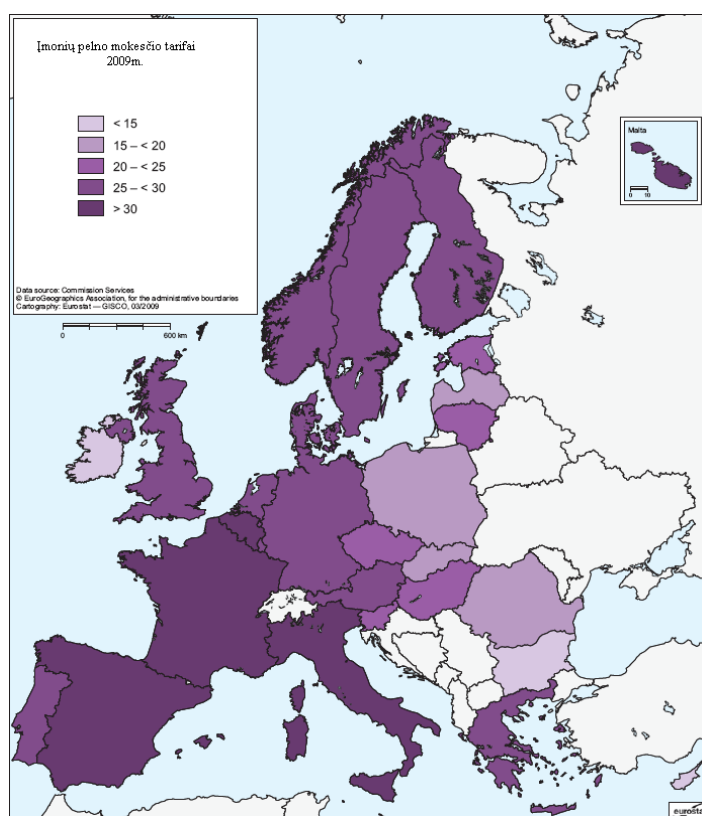 Įmonių pelno mokesčio tarifai
2009m.
< 15
15 – < 20
20 – < 25
25 – < 30
> 30
Data source: Commission Services
© EuroGeographics Association, for the administrative boundaries
Cartography: Eurostat — GISCO, 03/2009
0 600 km
Malta
0 10
eurosta